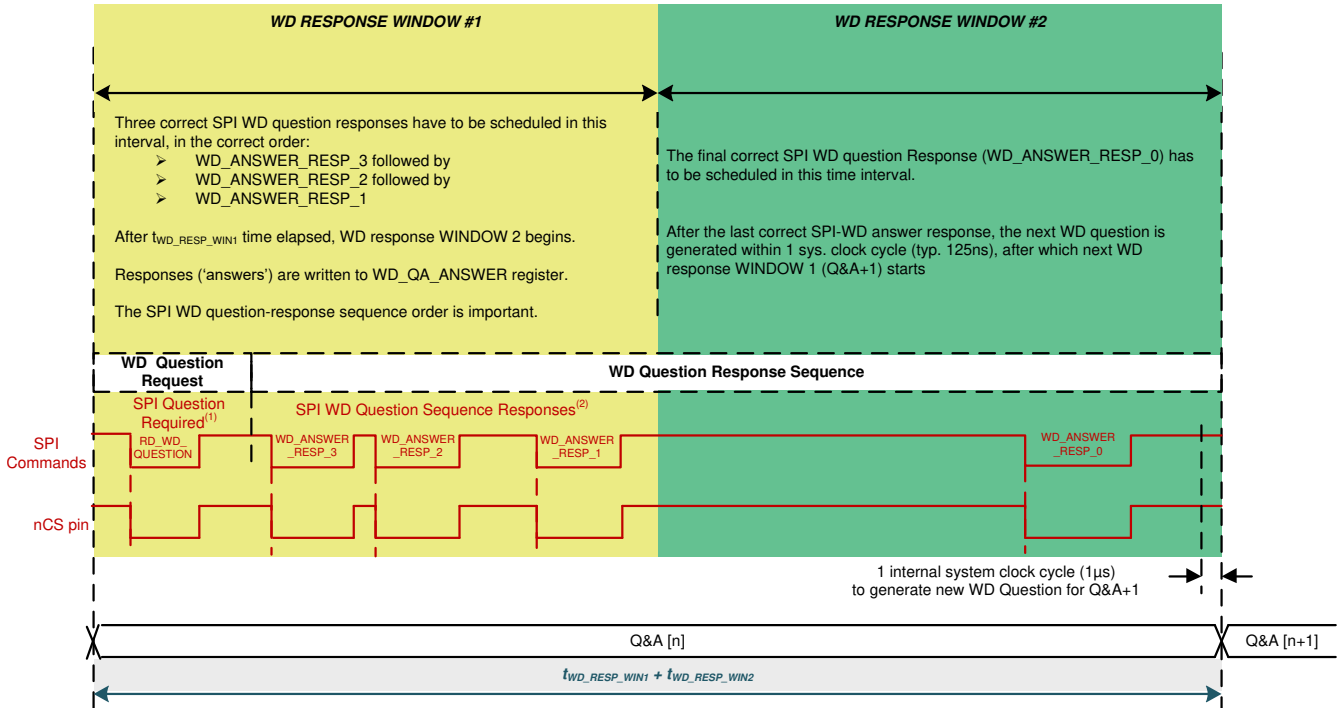 WD RESPONSE WINDOW #1
WD RESPONSE WINDOW #2
Three correct SPI WD question responses have to be scheduled in this
interval, in the correct order:
➢ WD_ANSWER_RESP_3 followed by
➢ WD_ANSWER_RESP_2 followed by
➢ WD_ANSWER_RESP_1
After tWD_RESP_WIN1 time elapsed, WD response WINDOW 2 begins.
Responses (‘answers’) are written to WD_QA_ANSWER register.
The SPI WD question-response sequence order is important.
The final correct SPI WD question Response (WD_ANSWER_RESP_0) has
to be scheduled in this time interval.
After the last correct SPI-WD answer response, the next WD question is
generated within 1 sys. clock cycle (typ. 125ns), after which next WD
response WINDOW 1 (Q&A+1) starts
WD Question
Request
WD Question Response Sequence
SPI Question
Required(1)
SPI WD Question Sequence Responses(2)
SPI
Commands
RD_WD_
QUESTION
WD_ANSWER
_RESP_3
WD_ANSWER
_RESP_2
WD_ANSWER
_RESP_1
WD_ANSWER
_RESP_0
nCS pin
1 internal system clock cycle (1µs)
to generate new WD Question for Q&A+1
Q&A [n]
Q&A [n+1]
tWD_RESP_WIN1 + tWD_RESP_WIN2